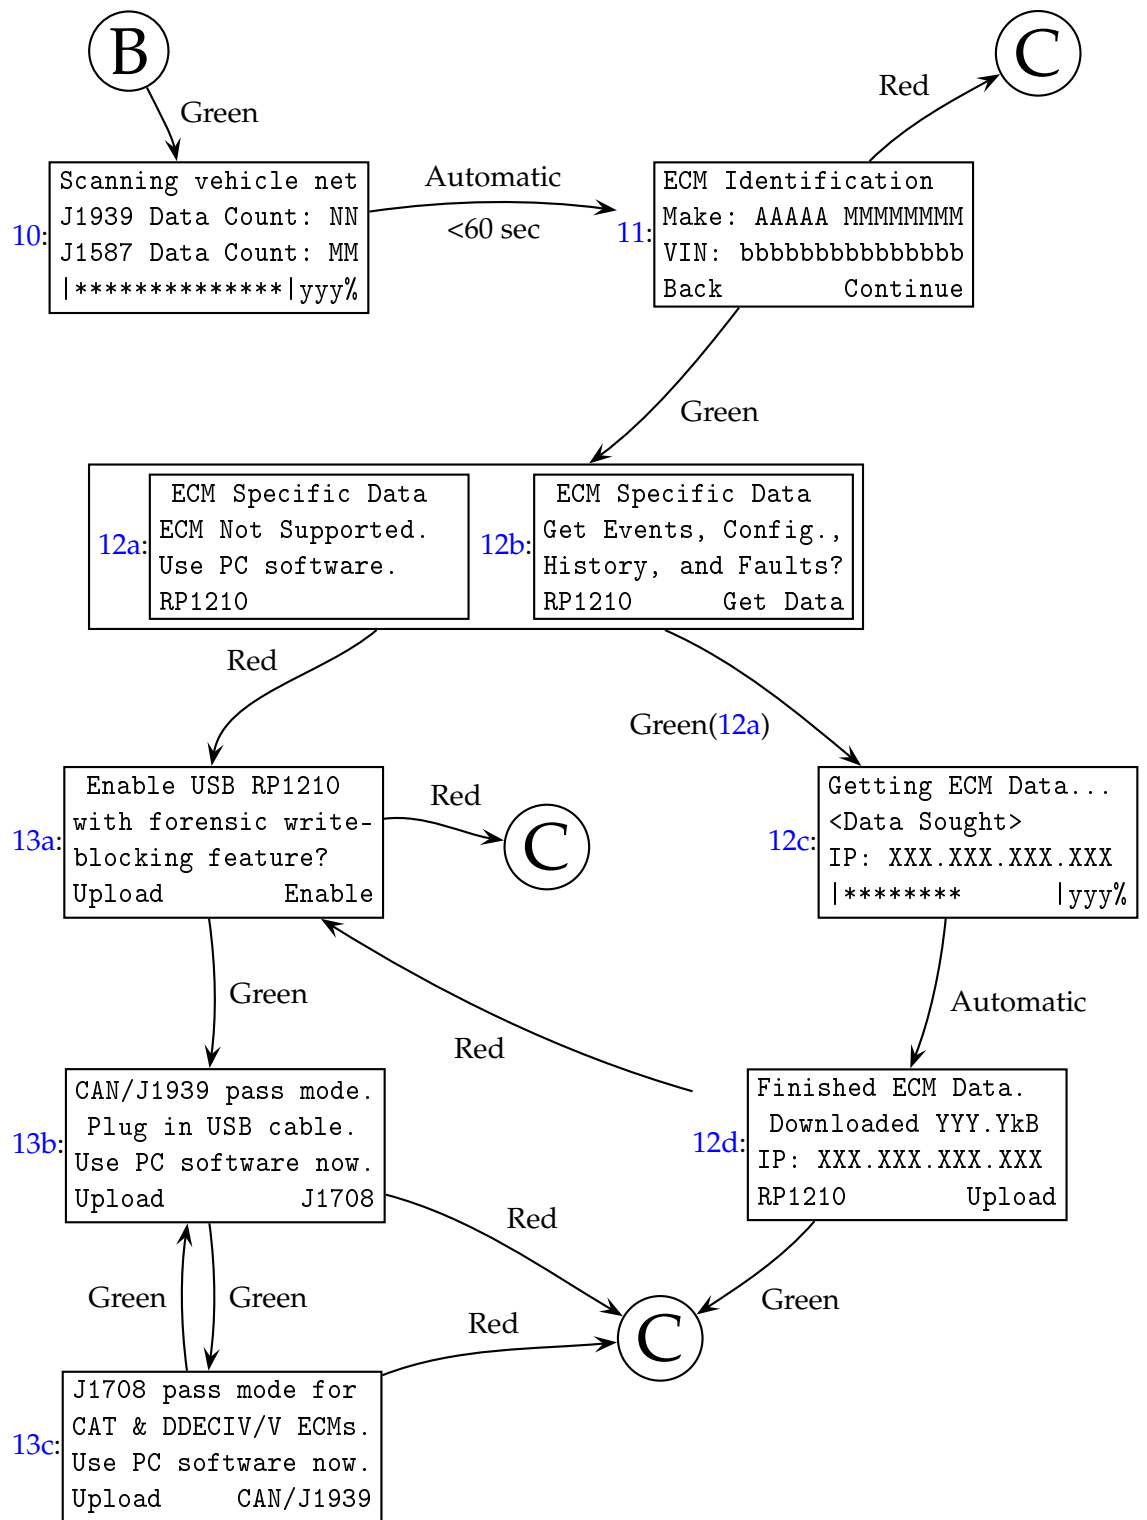 B
C
Green
Red
10:
Scanning vehicle net
J1939 Data Count: NN
J1587 Data Count: MM
|**************|yyy%
Automatic
<60 sec
11:
ECM Identification
Make: AAAAA MMMMMMMM
VIN: bbbbbbbbbbbbbbb
Back Continue
Green
12a:
ECM Specific Data
ECM Not Supported.
Use PC software.
RP1210
12b:
ECM Specific Data
Get Events, Config.,
History, and Faults?
RP1210 Get Data
Red
Green(12a)
13a:
Enable USB RP1210
with forensic write-
blocking feature?
Upload Enable
Red
C
12c:
Getting ECM Data...
<Data Sought>
IP: XXX.XXX.XXX.XXX
|******** |yyy%
Green
Red
Automatic
13b:
CAN/J1939 pass mode.
Plug in USB cable.
Use PC software now.
Upload J1708
12d:
Finished ECM Data.
Downloaded YYY.YkB
IP: XXX.XXX.XXX.XXX
RP1210 Upload
Red
Green
Green
Green
Red
C
13c:
J1708 pass mode for
CAT & DDECIV/V ECMs.
Use PC software now.
Upload CAN/J1939